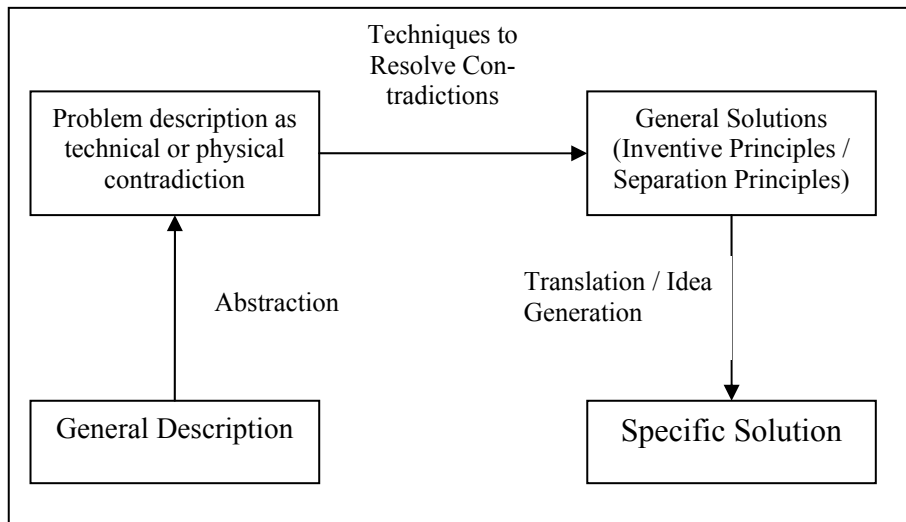 Techniques to
Resolve Con-
tradictions
Problem description as
technical or physical
contradiction
General Solutions
(Inventive Principles /
Separation Principles)
Abstraction
Translation / Idea
Generation
General Description
Specific Solution